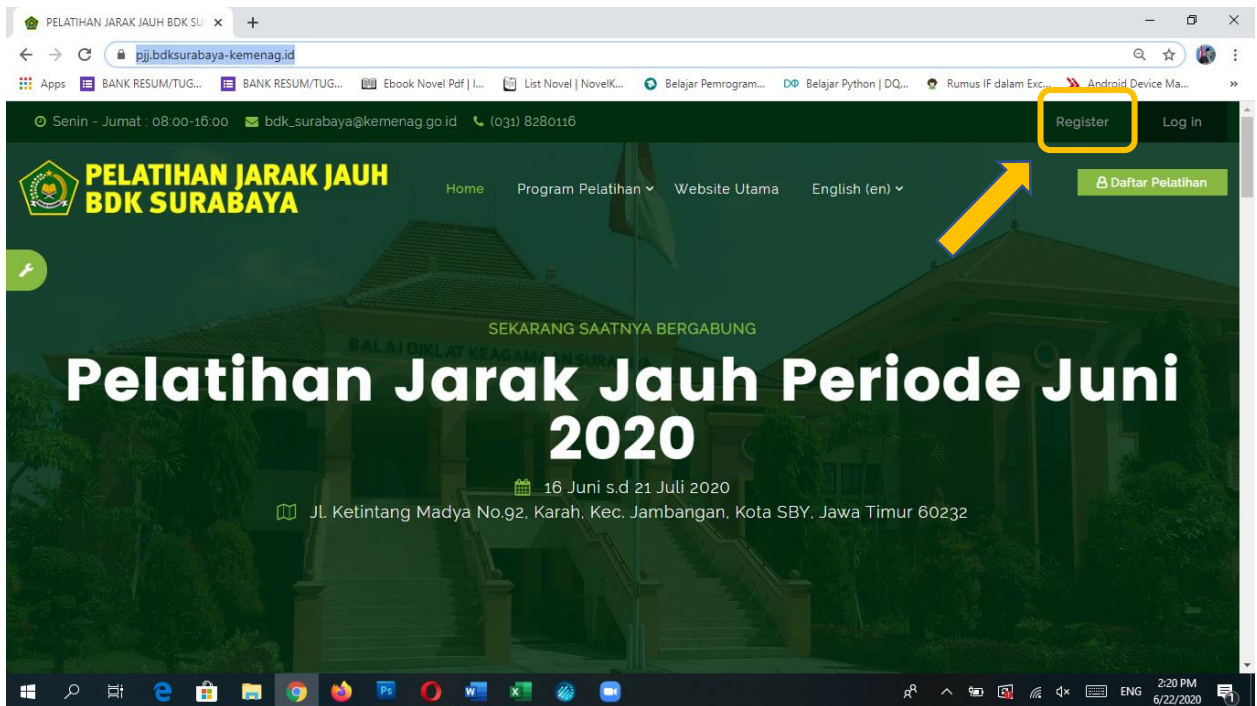 PELATIHAN JARAK JAUH BDK SU
pjj.bdksurabaya-kemenag.id
Apps BANK RESUM/TUG... BANK RESUM/TUG... Ebook Novel Pdf | I... List Novel | NovelK... Belajar Pemrogram... Belajar Python | DQ... Rumus IF dalam Exc... Android Device Ma... »
Senin - Jumat : 08:00-16:00 bdk_surabaya@kemenag.go.id (031) 8280116 Register Log in
PELATIHAN JARAK JAUH
BDK SURABAYA
Home Program Pelatihan Website Utama English (en) Daftar Pelatihan
SEKARANG SAATNYA BERGABUNG
BALAI DIKLAT KEAGAMAAN SURABAYA
Pelatihan Jarak Jauh Periode Juni
2020
16 Juni s.d 21 Juli 2020
Jl. Ketintang Madya No.92, Karah, Kec. Jambangan, Kota SBY, Jawa Timur 60232
ENG 2:20 PM
6/22/2020